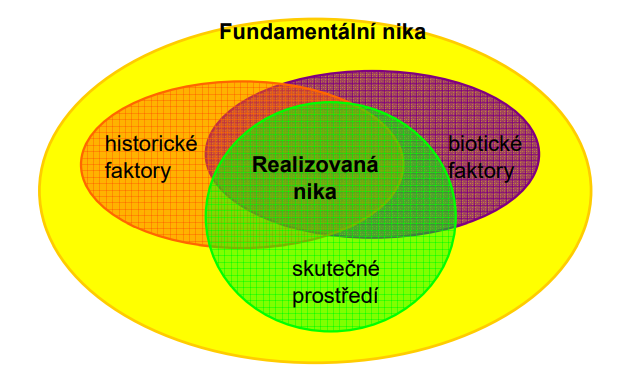 Fundamentální nika
historické
faktory
biotické
faktory
Realizovaná
nika
skutečné
prostředí